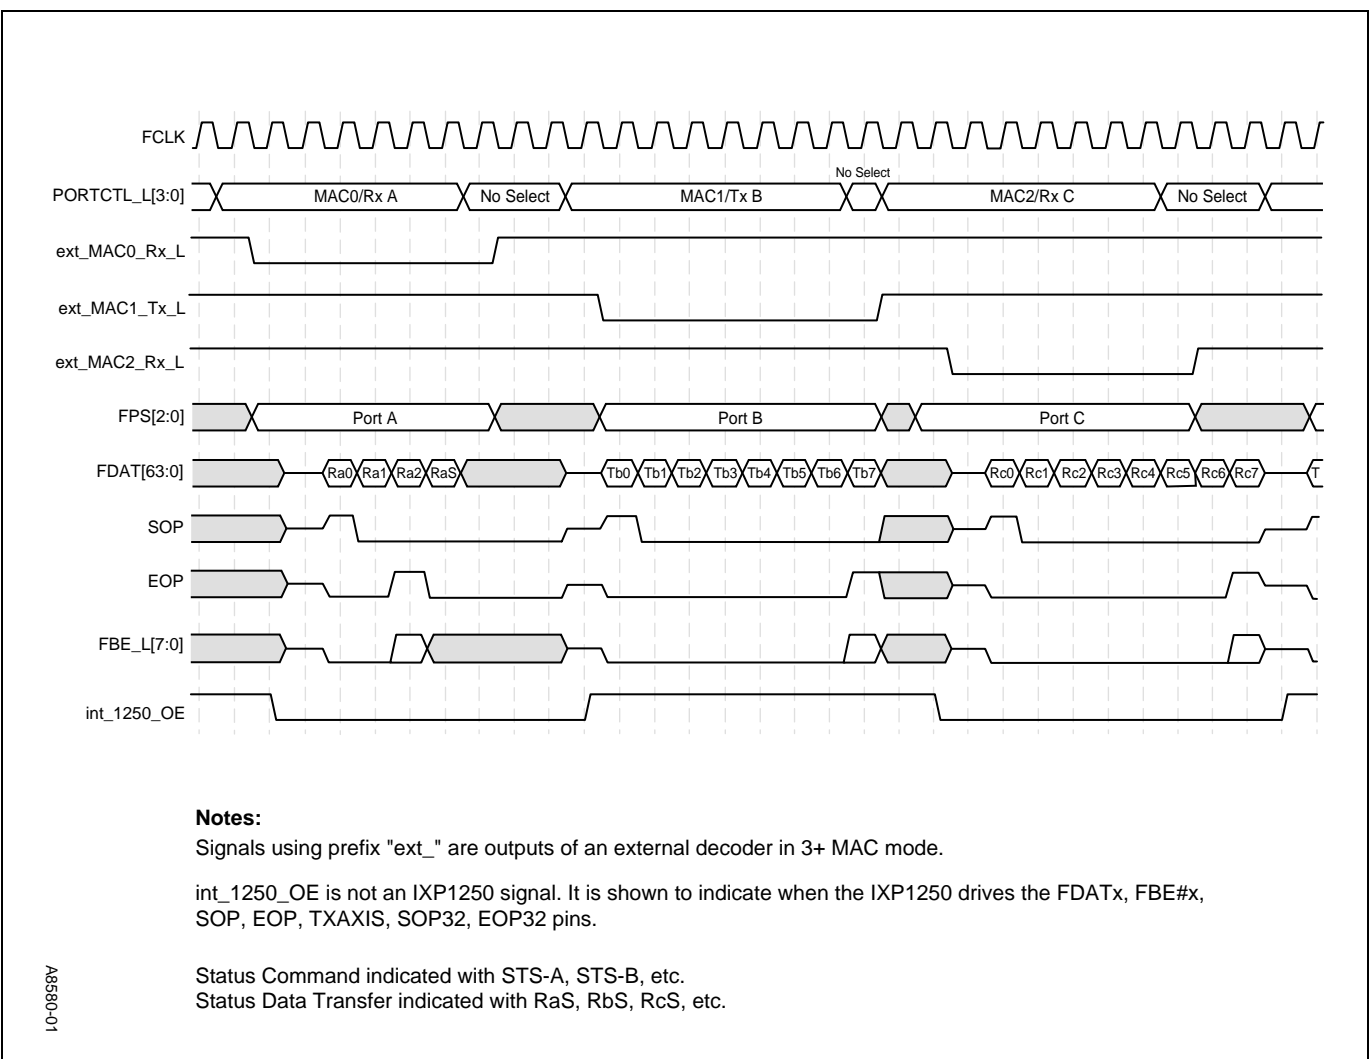 FCLK
No Select
PORTCTL_L[3:0] MAC0/Rx A No Select MAC1/Tx B MAC2/Rx C No Select
ext_MAC0_Rx_L
ext_MAC1_Tx_L
ext_MAC2_Rx_L
FPS[2:0] Port A Port B Port C
FDAT[63:0] Ra0 Ra1 Ra2 RaS Tb0 Tb1 Tb2 Tb3 Tb4 Tb5 Tb6 Tb7 Rc0 Rc1 Rc2 Rc3 Rc4 Rc5 Rc6 Rc7 T
SOP
EOP
FBE_L[7:0]
int_1250_OE
Notes:
Signals using prefix "ext_" are outputs of an external decoder in 3+ MAC mode.
int_1250_OE is not an IXP1250 signal. It is shown to indicate when the IXP1250 drives the FDATx, FBE#x,
SOP, EOP, TXAXIS, SOP32, EOP32 pins.
Status Command indicated with STS-A, STS-B, etc.
Status Data Transfer indicated with RaS, RbS, RcS, etc.
A8580-01